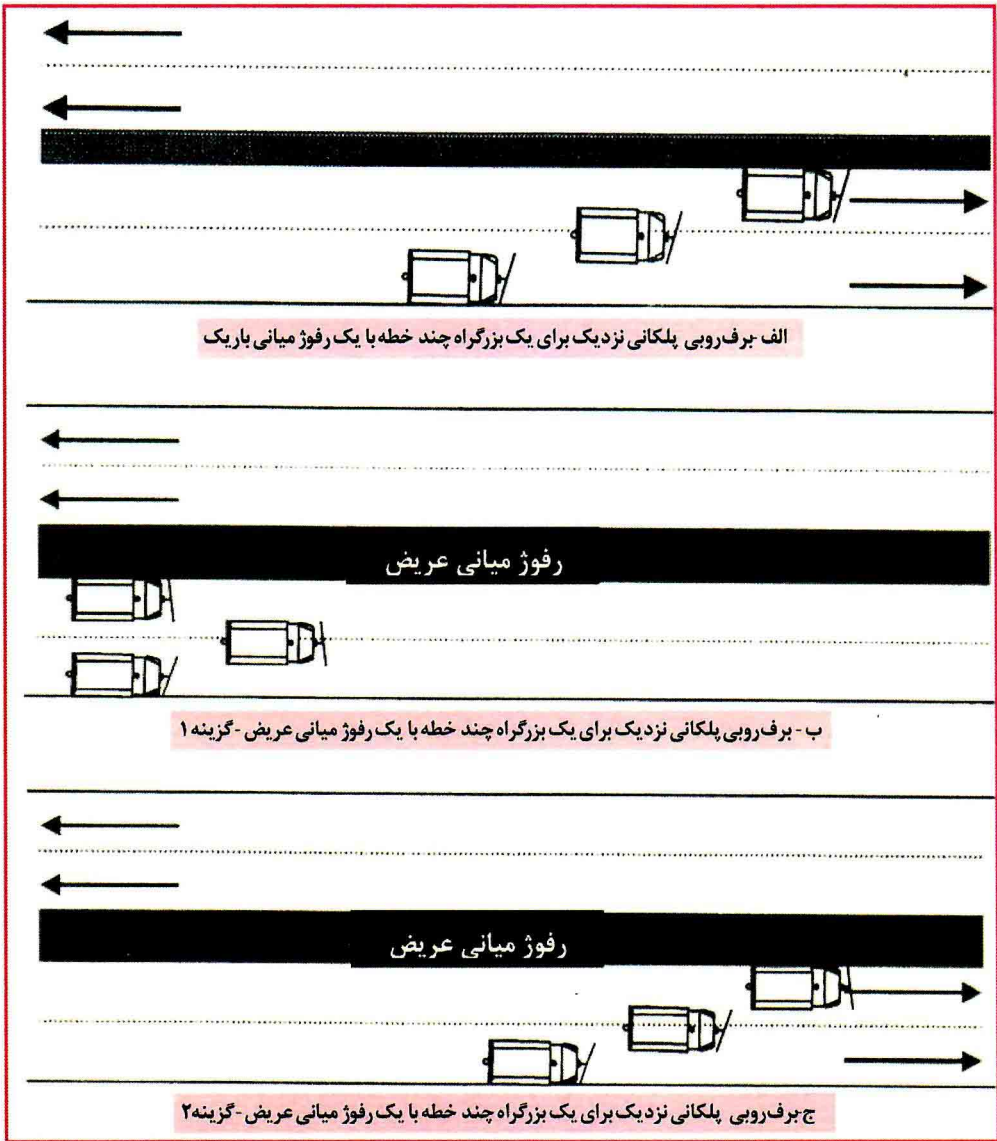 الف -برف‌روبی پلکانی نزدیک برای یک بزرگراه چند خطه با یک رفوژ میانی باریک
رفوژ میانی عریض
ب - برف‌روبی پلکانی نزدیک برای یک بزرگراه چند خطه با یک رفوژ میانی عریض -گزینه ۱
رفوژ میانی عریض
ج-برف‌روبی پلکانی نزدیک برای یک بزرگراه چند خطه با یک رفوژ میانی عریض -گزینه۲